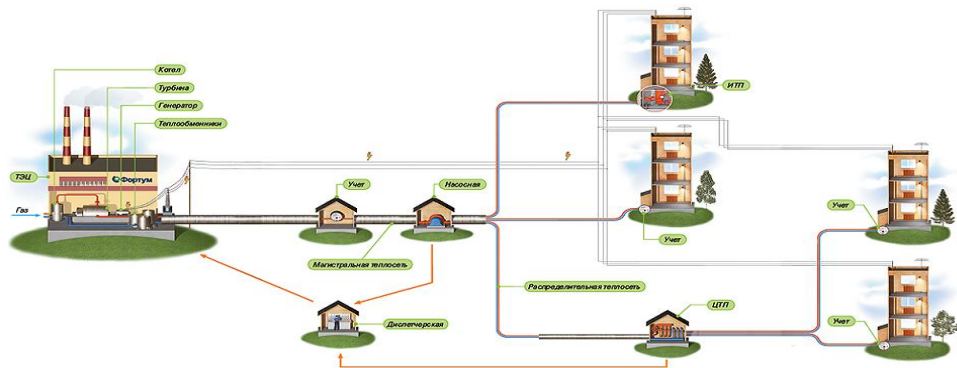 Котел
Турбина
Генератор
Теплообменники
ТЭЦ
Фортум
Газ
Учет
Насосная
Магистральная теплосеть
Диспетчерская
ИТП
Учет
Распределительная теплосеть
ЦТП
Учет
Учет